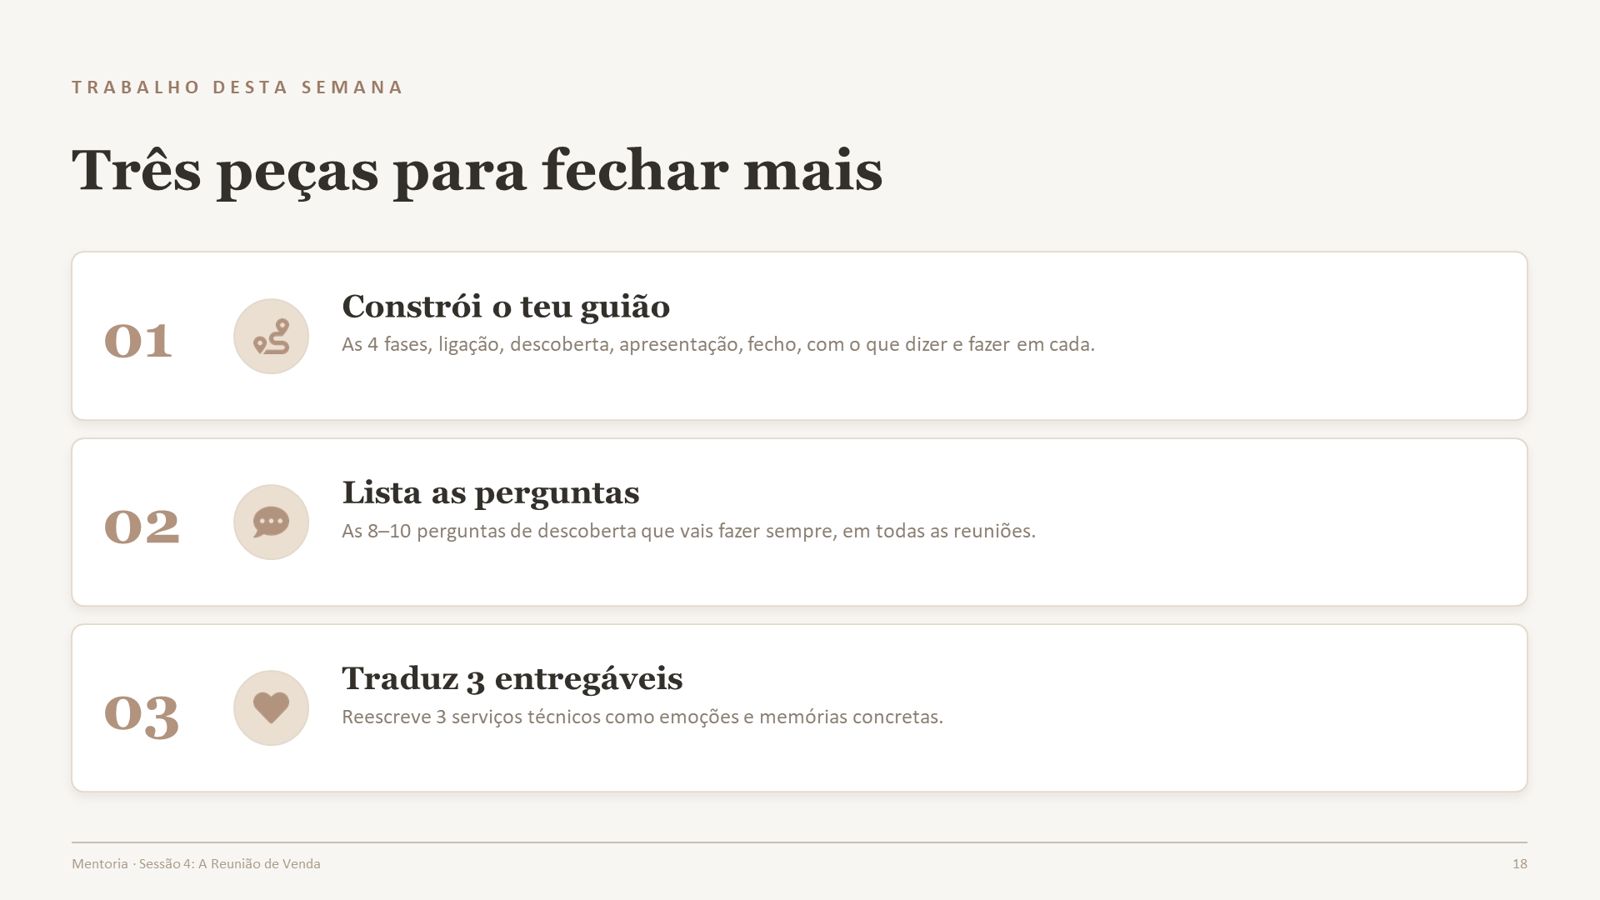 TRABALHO DESTA SEMANA
Três peças para fechar mais
01
Constrói o teu guião
As 4 fases, ligação, descoberta, apresentação, fecho, com o que dizer e fazer em cada.
02
Lista as perguntas
As 8–10 perguntas de descoberta que vais fazer sempre, em todas as reuniões.
03
Traduz 3 entregáveis
Reescreve 3 serviços técnicos como emoções e memórias concretas.
Mentoria · Sessão 4: A Reunião de Venda
18